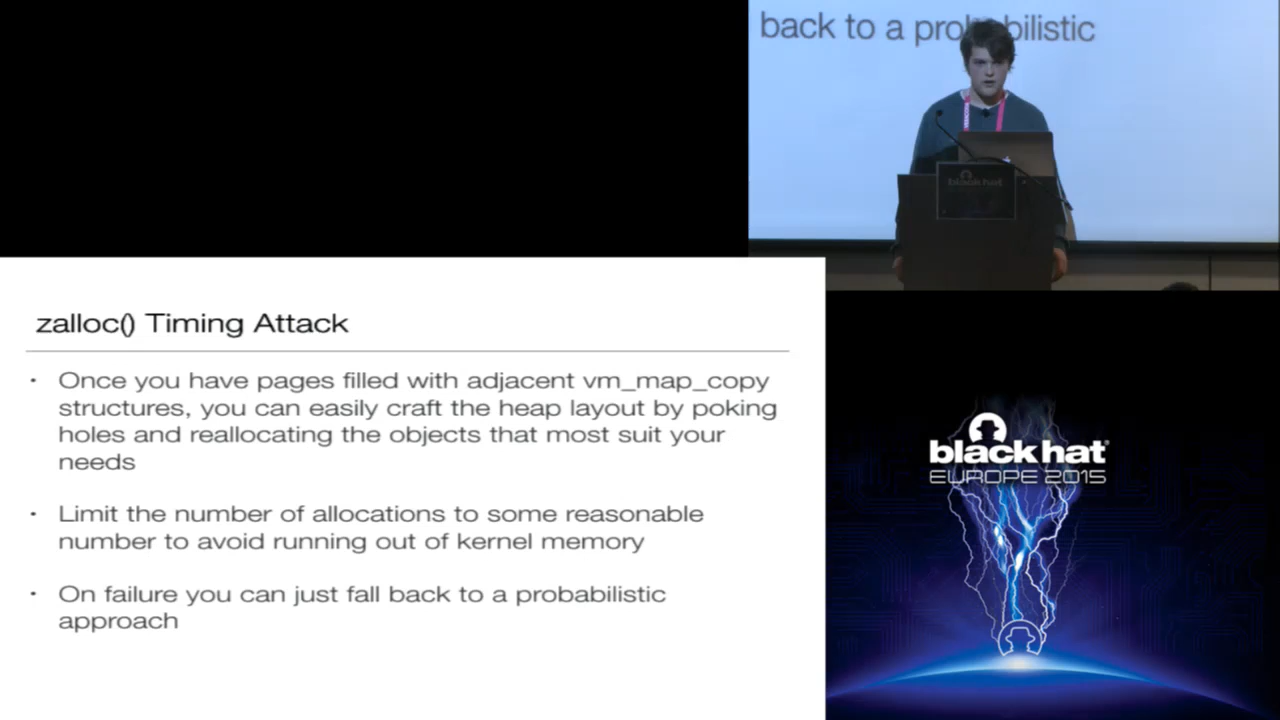 back to a probabilistic
black hat
zalloc() Timing Attack
• Once you have pages filled with adjacent vm_map_copy
structures, you can easily craft the heap layout by poking
holes and reallocating the objects that most suit your
needs
• Limit the number of allocations to some reasonable
number to avoid running out of kernel memory
• On failure you can just fall back to a probabilistic
approach
black hat®
EUROPE 2015